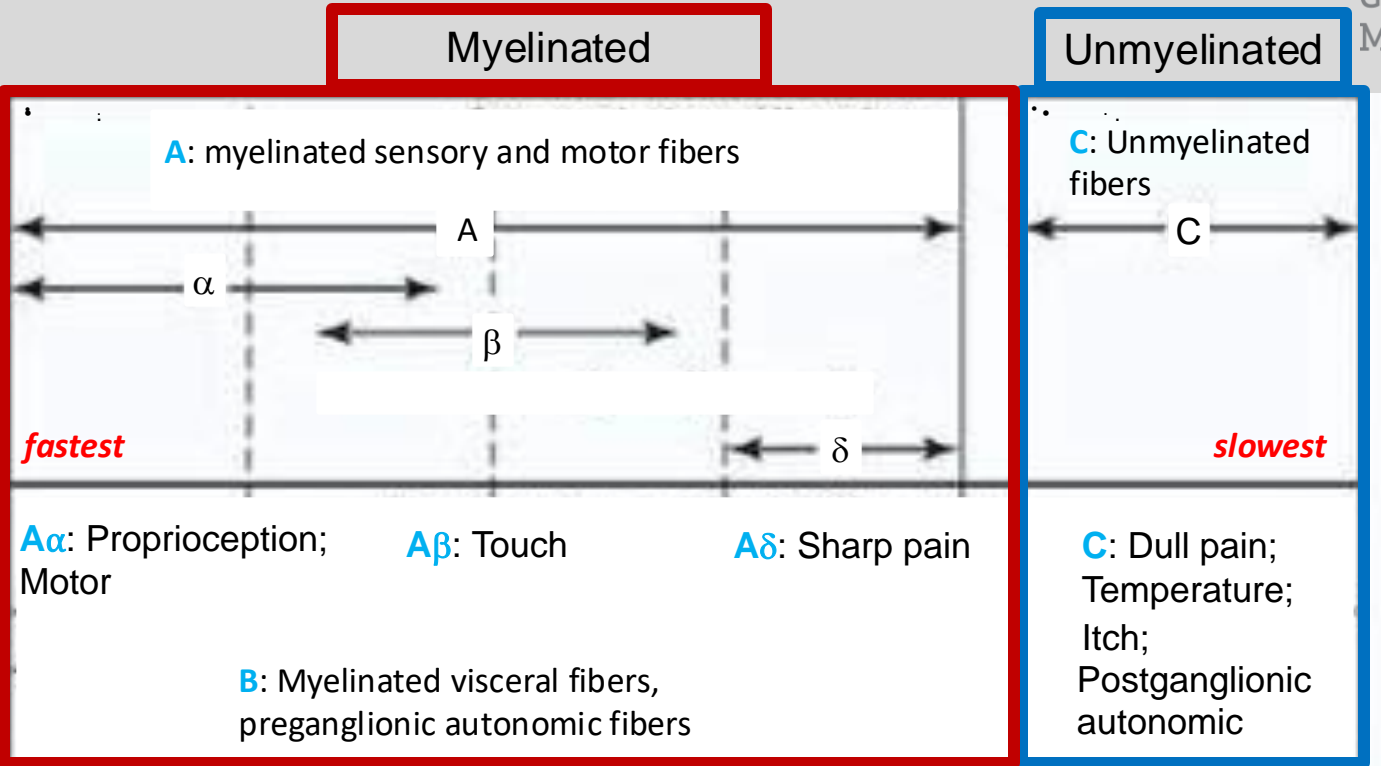 Myelinated
Unmyelinated
A: myelinated sensory and motor fibers
C: Unmyelinated
fibers
A
C
α
β
fastest
δ
slowest
Aα: Proprioception;
Motor
Aβ: Touch
Aδ: Sharp pain
C: Dull pain;
Temperature;
Itch;
Postganglionic
autonomic
B: Myelinated visceral fibers,
preganglionic autonomic fibers